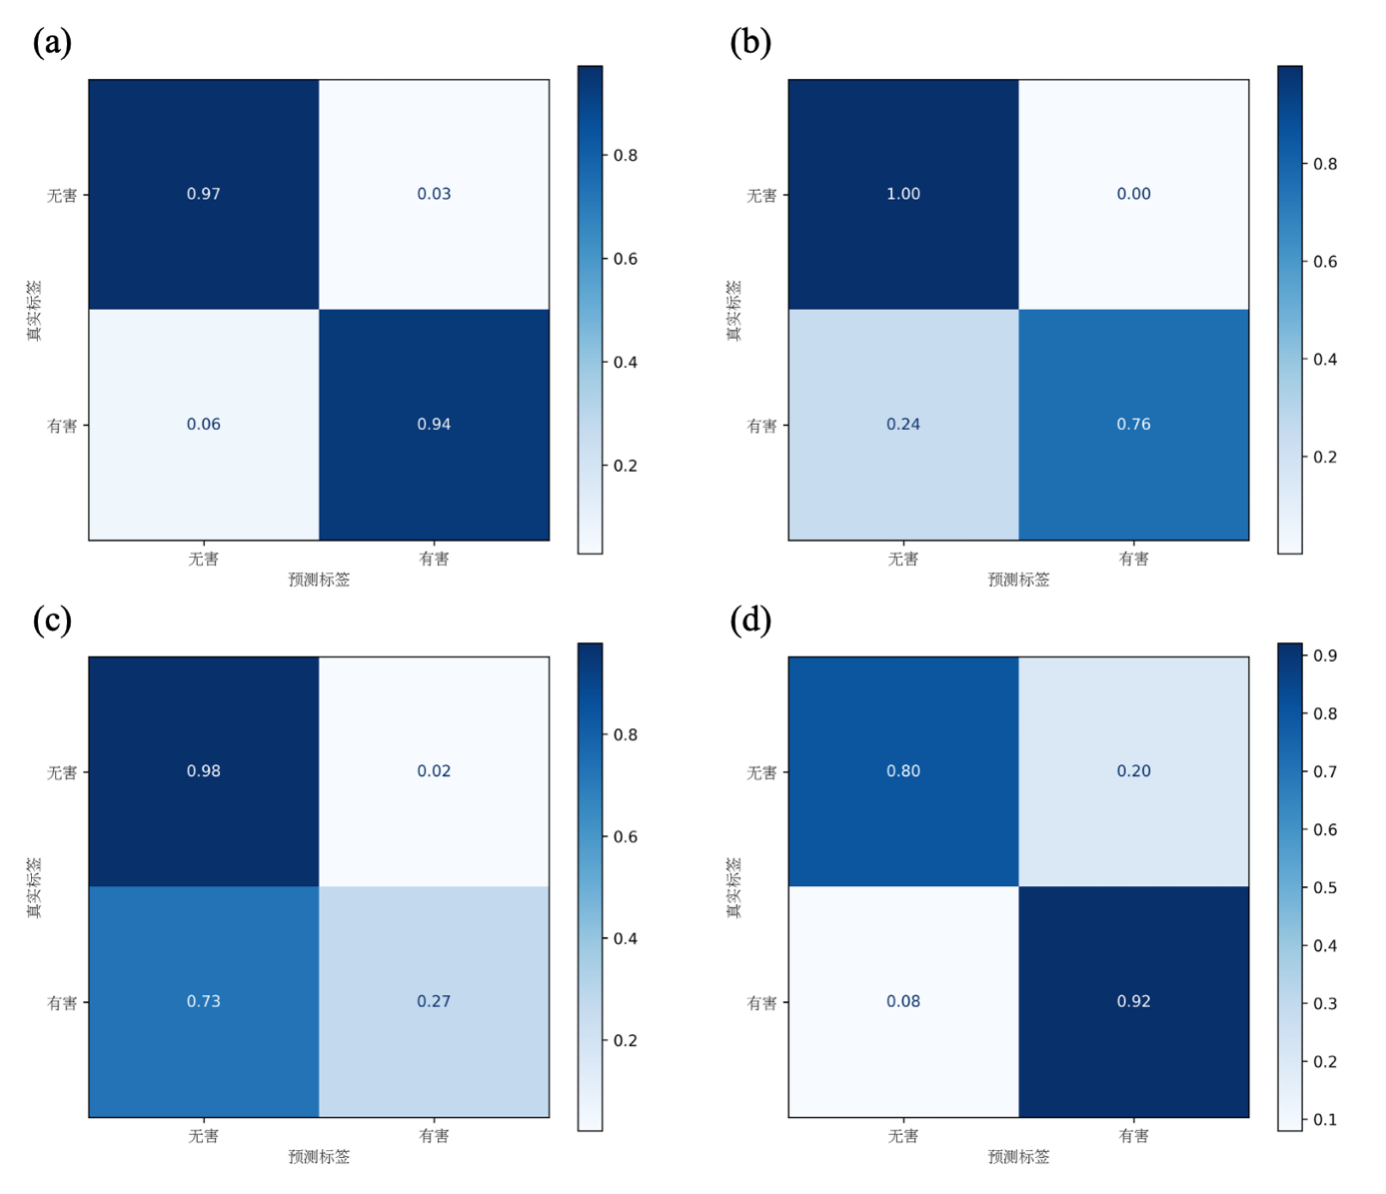 (a)
无害
0.97
0.03
0.8
0.6
真实标签
0.4
有害
0.06
0.94
0.2
无害
有害
预测标签
(b)
无害
1.00
0.00
0.8
0.6
真实标签
0.4
有害
0.24
0.76
0.2
无害
有害
预测标签
(c)
无害
0.98
0.02
0.8
0.6
真实标签
0.4
有害
0.73
0.27
0.2
无害
有害
预测标签
(d)
0.9
0.8
无害
0.80
0.20
0.7
0.6
真实标签
0.5
0.4
有害
0.08
0.92
0.3
0.2
0.1
无害
有害
预测标签